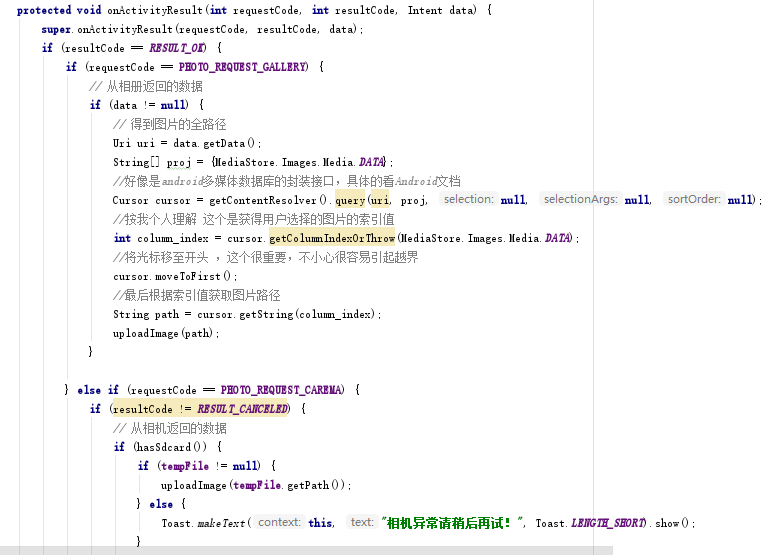 protected void onActivityResult(int requestCode, int resultCode, Intent data) {
super.onActivityResult(requestCode, resultCode, data);
if (resultCode == RESULT_OK) {
if (requestCode == PHOTO_REQUEST_GALLERY) {
// 从相册返回的数据
if (data != null) {
// 得到图片的全路径
Uri uri = data.getData();
String[] proj = {MediaStore.Images.Media.DATA};
//好像是android多媒体数据库的封装接口，具体的看Android文档
Cursor cursor = getContentResolver().query(uri, proj, selection: null, selectionArgs: null, sortOrder: null);
//按我个人理解 这个是获得用户选择的图片的索引值
int column_index = cursor.getColumnIndexOrThrow(MediaStore.Images.Media.DATA);
//将光标移至开头 ，这个很重要，不小心很容易引起越界
cursor.moveToFirst();
//最后根据索引值获取图片路径
String path = cursor.getString(column_index);
uploadImage(path);
}
} else if (requestCode == PHOTO_REQUEST_CAREMA) {
if (resultCode != RESULT_CANCELED) {
// 从相机返回的数据
if (hasSdcard()) {
if (tempFile != null) {
uploadImage(tempFile.getPath());
} else {
Toast.makeText( context: this, text: "相机异常请稍后再试！", Toast.LENGTH_SHORT).show();
}